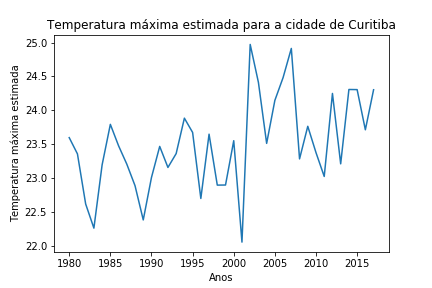 Temperatura máxima estimada para a cidade de Curitiba
25.0
24.5
24.0
23.5
23.0
22.5
22.0
Temperatura máxima estimada
1980 1985 1990 1995 2000 2005 2010 2015
Anos